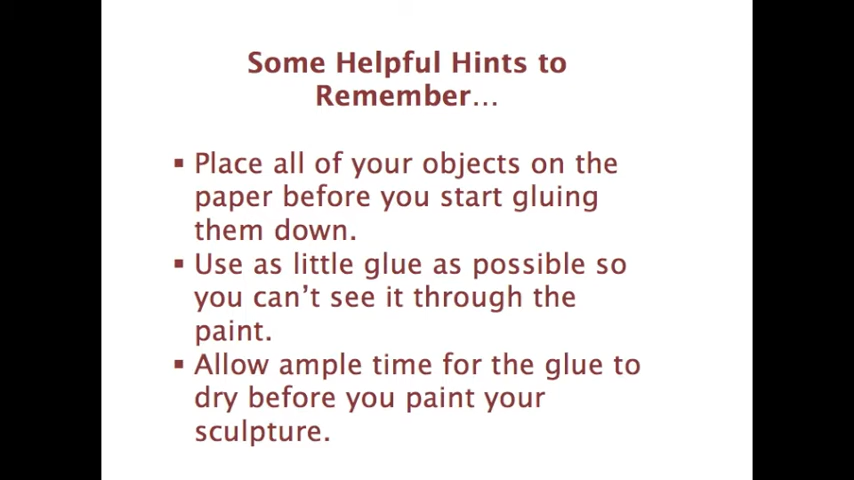 Some Helpful Hints to
Remember…
▪ Place all of your objects on the
paper before you start gluing
them down.
▪ Use as little glue as possible so
you can’t see it through the
paint.
▪ Allow ample time for the glue to
dry before you paint your
sculpture.